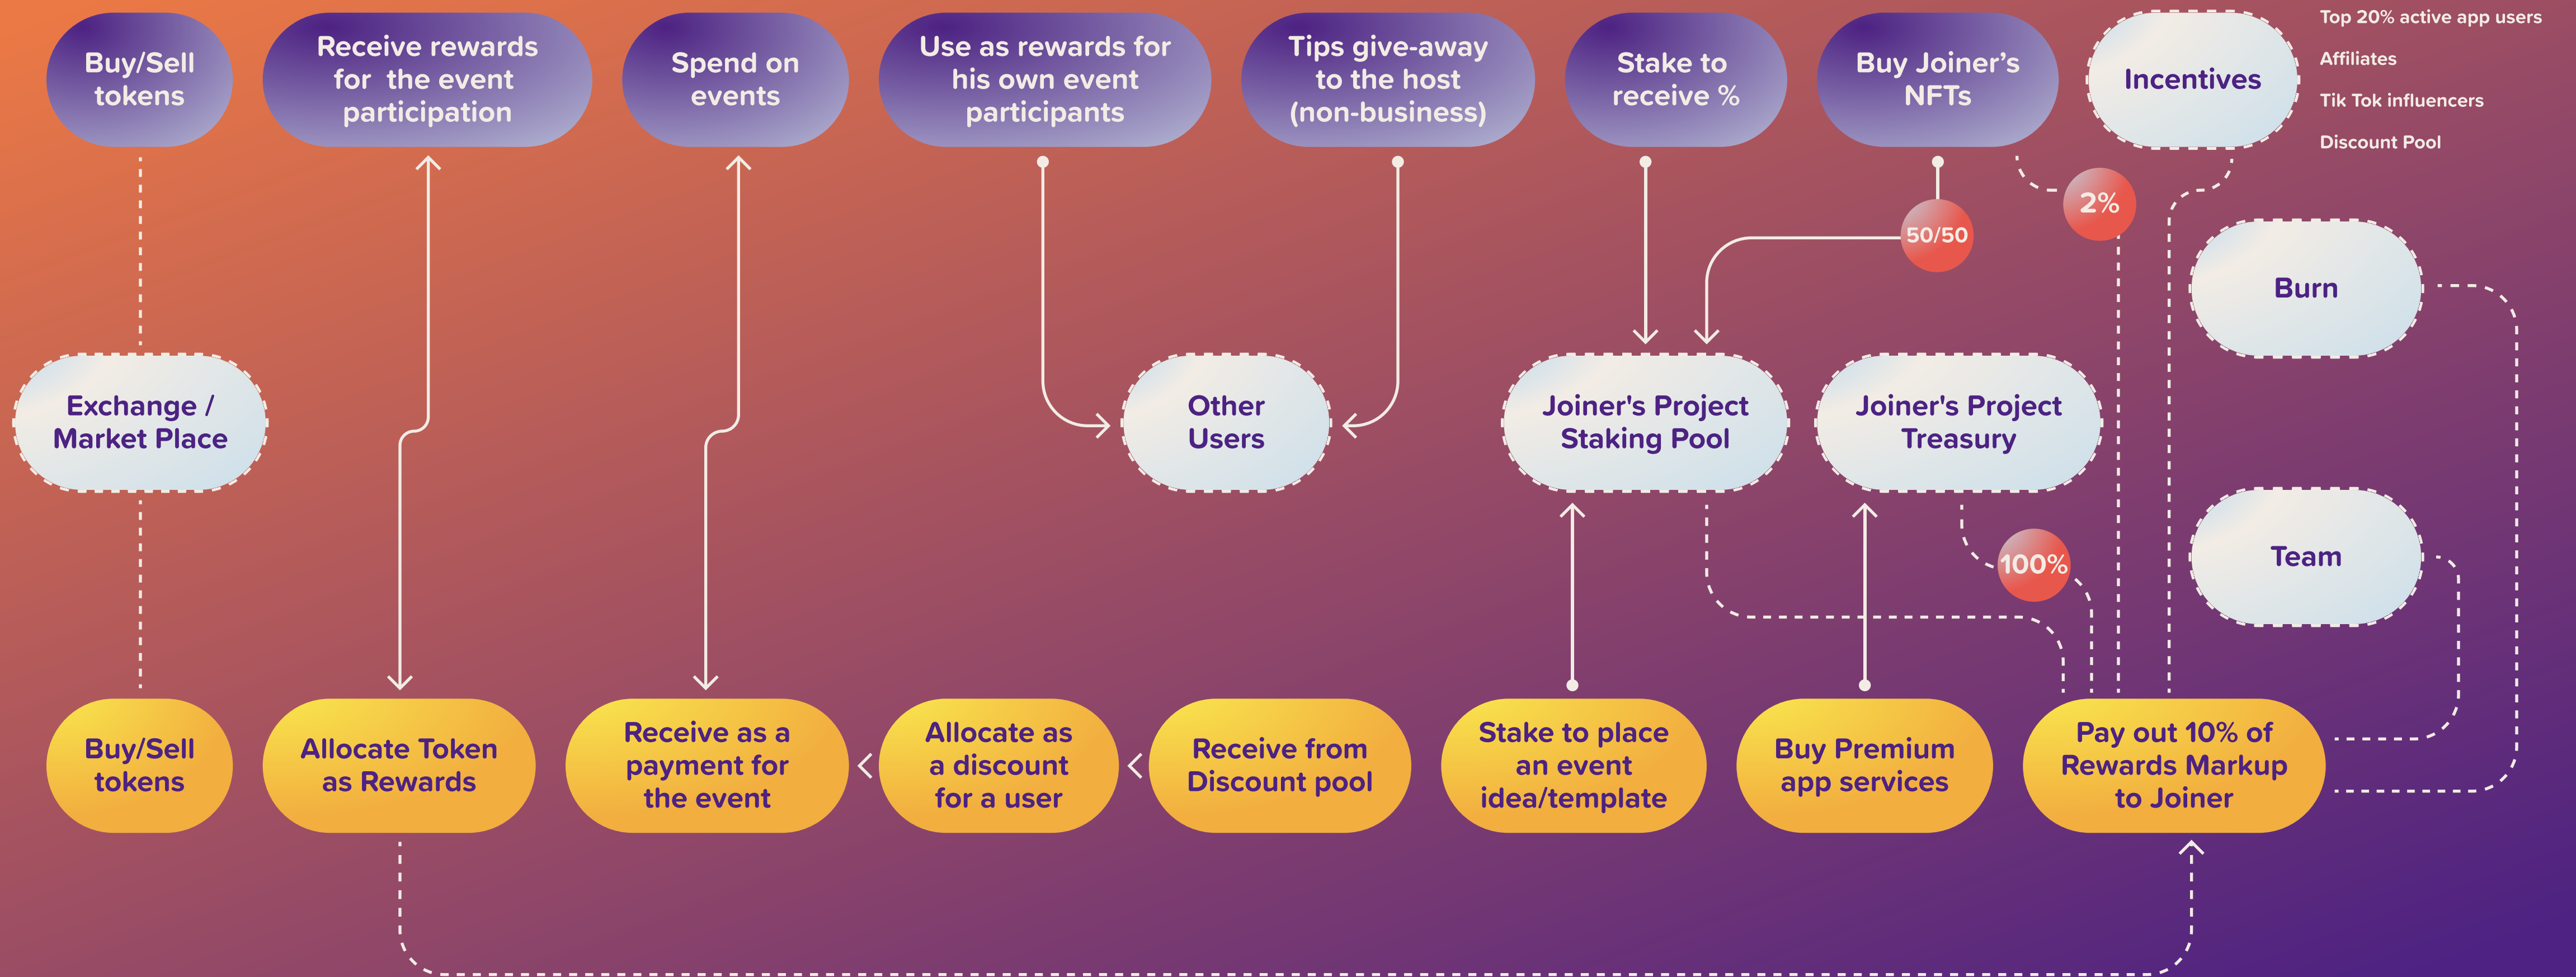 Buy/Sell
tokens
Receive rewards
for the event
participation
Spend on
events
Use as rewards for
his own event
participants
Tips give-away
to the host
(non-business)
Stake to
receive %
Buy Joiner’s
NFTs
Incentives
Top 20% active app users
Affiliates
Tik Tok influencers
Discount Pool
2%
50/50
Burn
Exchange /
Market Place
Other
Users
Joiner's Project
Staking Pool
Joiner's Project
Treasury
100%
Team
Buy/Sell
tokens
Allocate Token
as Rewards
Receive as a
payment for
the event
Allocate as
a discount
for a user
Receive from
Discount pool
Stake to place
an event
idea/template
Buy Premium
app services
Pay out 10% of
Rewards Markup
to Joiner